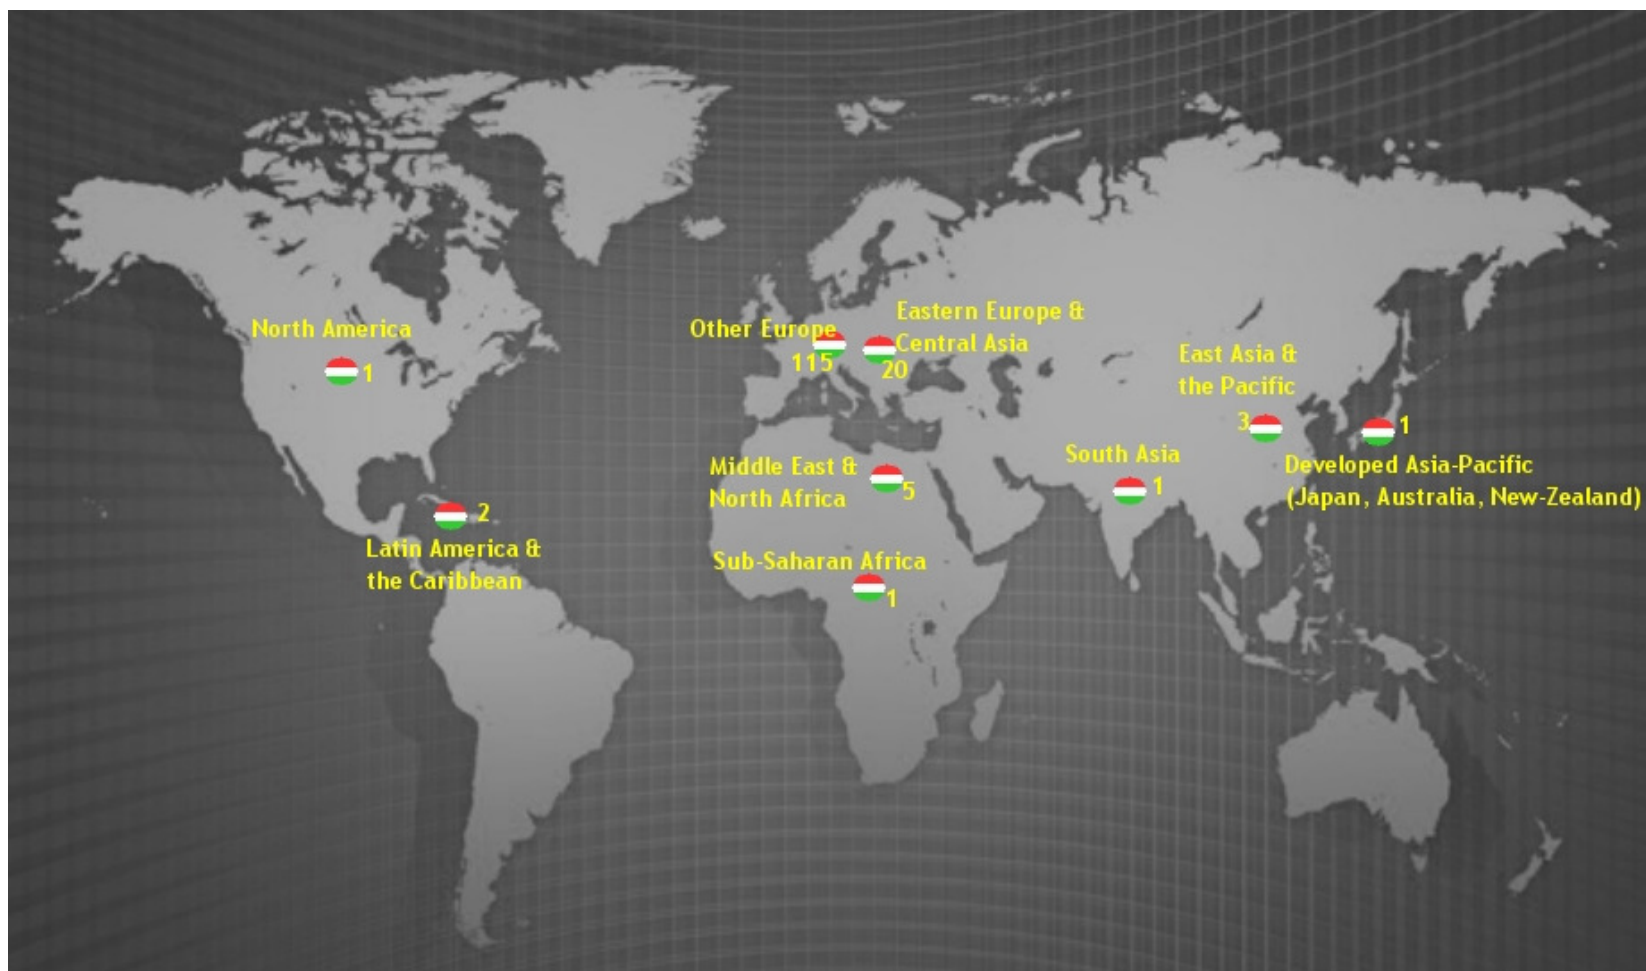 North America
1
2
Latin America &
the Caribbean
Other Europe
115
Eastern Europe &
Central Asia
20
Middle East &
North Africa
5
Sub-Saharan Africa
1
South Asia
1
East Asia &
the Pacific
3
1
Developed Asia-Pacific
(Japan, Australia, New-Zealand)